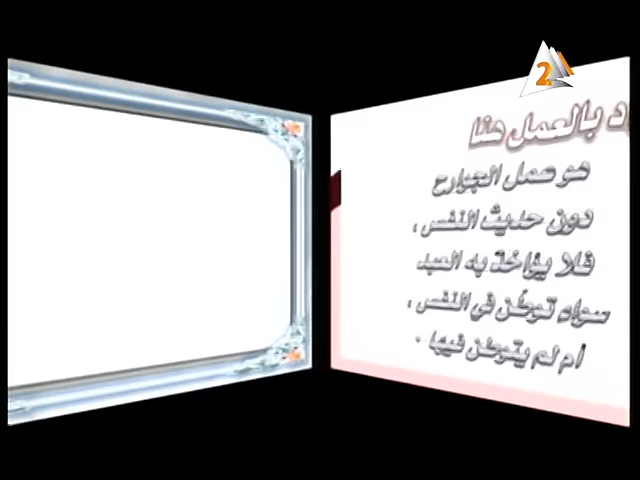 2
د بالعمل هنا
هو عمل الجوارح
دون حديث النفس ،
فلا يؤاخذ به العبد
سواء توطّن في النفس ،
أم لم يتوطن فيها .